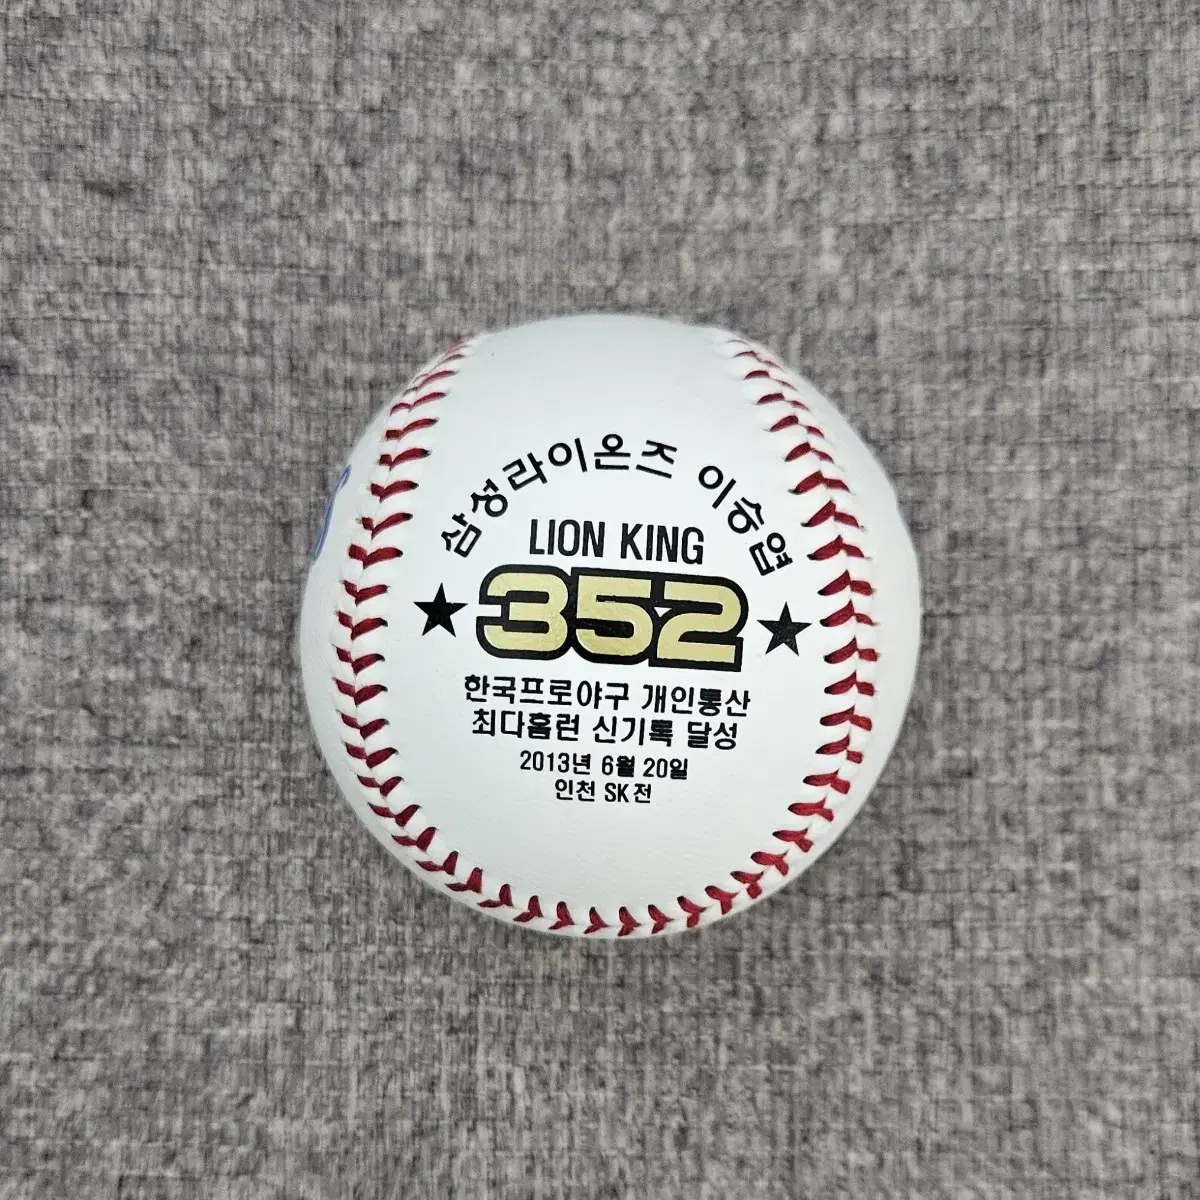 삼성라이온즈 이승엽
LION KING
352
한국프로야구 개인통산
최다홈런 신기록 달성
2013년 6월 20일
인천 SK전